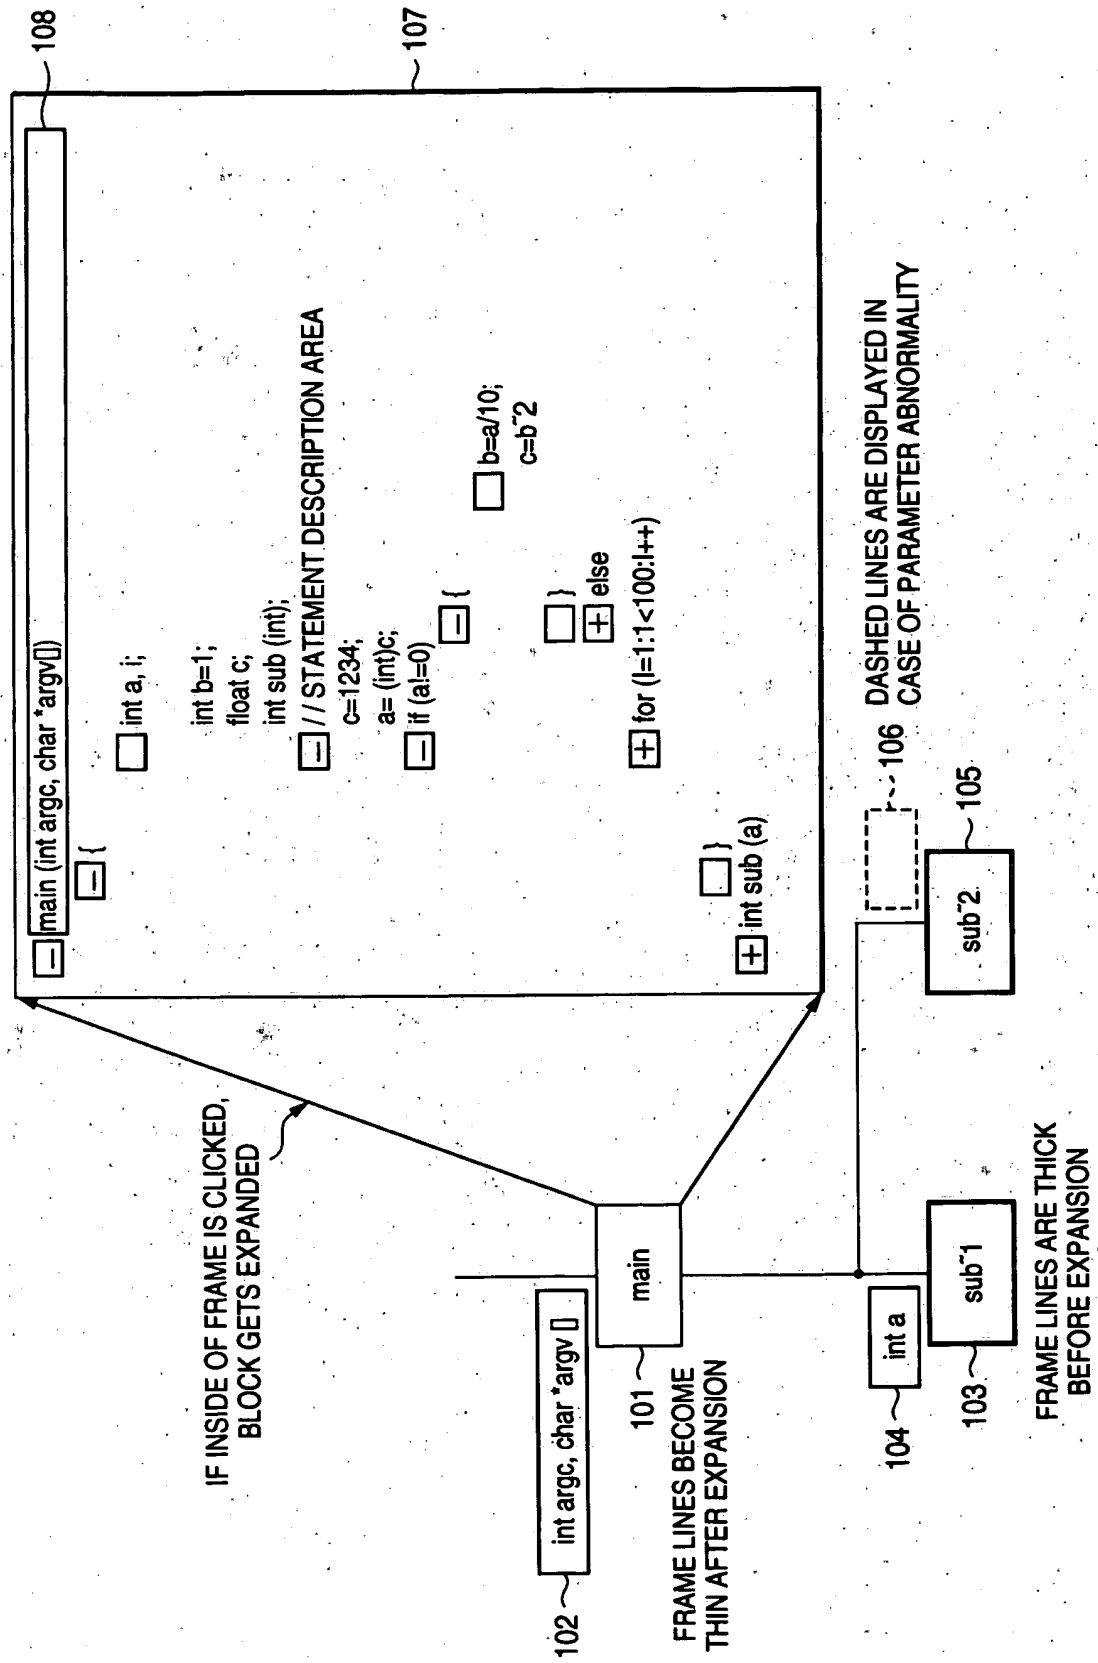 108
107
− main (int argc, char *argv[])
− {
int a, i;
int b=1;
float c,
int sub (int);
− // STATEMENT DESCRIPTION AREA
c=1234;
a= (int)c;
− if (a!=0)
− {
b=a/10;
c=b~2
}
+ else
+ for (I=1:1<100:I++)
}
+ int sub (a)
IF INSIDE OF FRAME IS CLICKED,
BLOCK GETS EXPANDED
int argc, char *argv []
102
main
101
FRAME LINES BECOME
THIN AFTER EXPANSION
106
DASHED LINES ARE DISPLAYED IN
CASE OF PARAMETER ABNORMALITY
int a
104
sub~1
103
sub~2
105
FRAME LINES ARE THICK
BEFORE EXPANSION